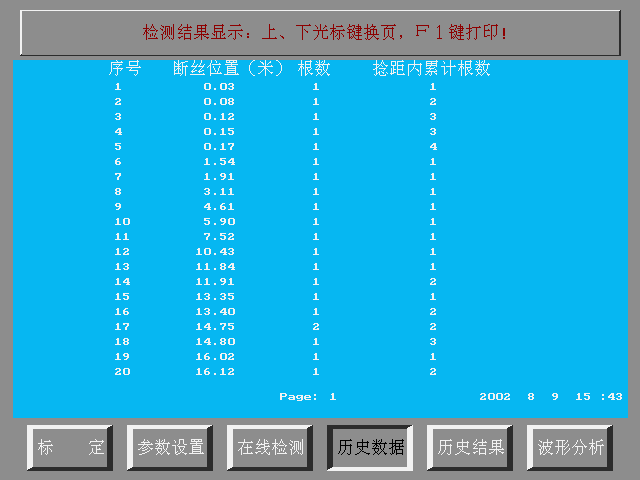 检测结果显示：上、下光标键换页，F1键打印！
序号 断丝位置（米） 根数 捻距内累计根数
1 0.03 1 1
2 0.08 1 2
3 0.12 1 3
4 0.15 1 3
5 0.17 1 4
6 1.54 1 1
7 1.91 1 1
8 3.11 1 1
9 4.61 1 1
10 5.90 1 1
11 7.52 1 1
12 10.43 1 1
13 11.84 1 1
14 11.91 1 2
15 13.35 1 1
16 13.40 1 2
17 14.75 2 2
18 14.80 1 3
19 16.02 1 1
20 16.12 1 2
Page: 1 2002 8 9 15 :43
标 定 参数设置 在线检测 历史数据 历史结果 波形分析